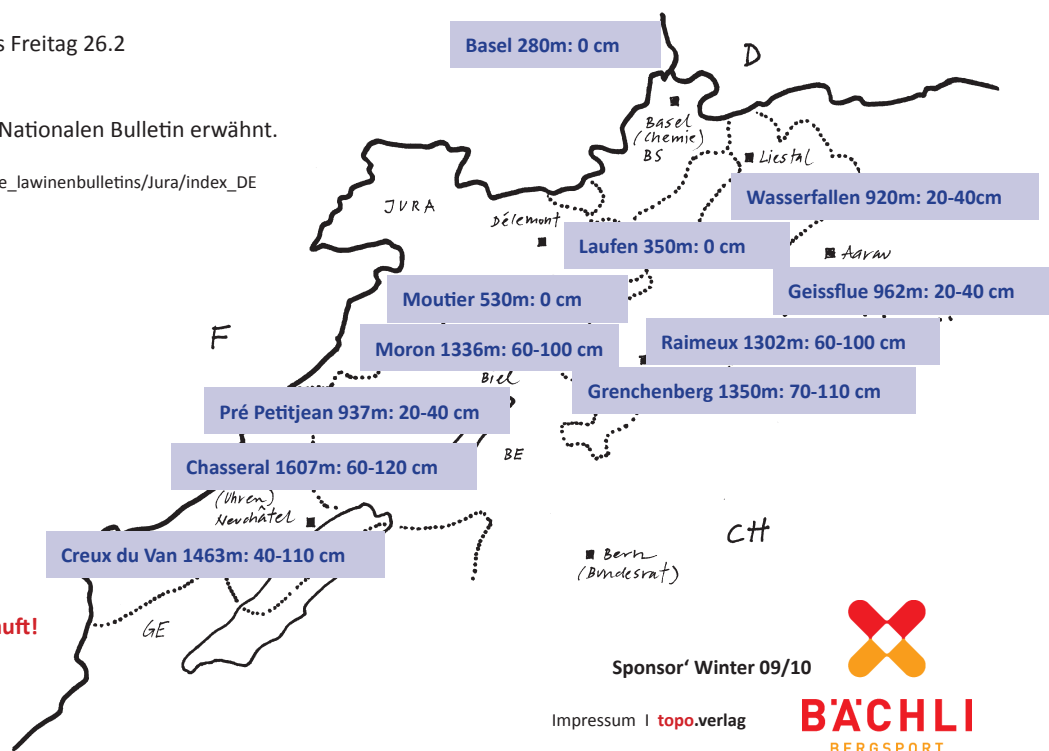 s Freitag 26.2
Basel 280m: 0 cm
D
Nationalen Bulletin erwähnt.
Basel
(Chemie)
BS
Liestal
e_lawinenbulletins/Jura/index_DE
Wasserfallen 920m: 20-40cm
JURA
Délemont
Laufen 350m: 0 cm
Aarau
Moutier 530m: 0 cm
Geissflue 962m: 20-40 cm
F
Moron 1336m: 60-100 cm
Raimeux 1302m: 60-100 cm
Biel
Grenchenberg 1350m: 70-110 cm
Pré Petitjean 937m: 20-40 cm
BE
Chasseral 1607m: 60-120 cm
(Uhren)
Neuchâtel
CH
Creux du Van 1463m: 40-110 cm
Bern
(Bundesrat)
uft!
GE
Sponsor‘ Winter 09/10
Impressum I topo.verlag
BÄCHLI
BERGSPORT